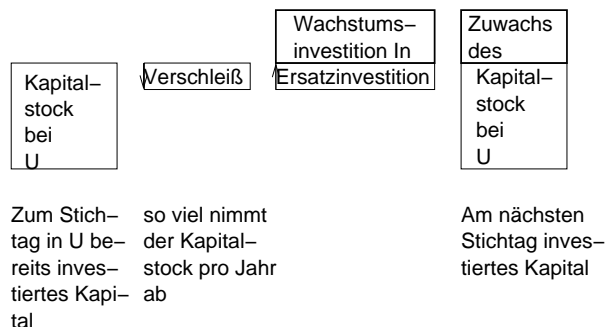 Wachstums–
investition In
Zuwachs
des
Kapital–
stock
bei
U
Verschleiß
Ersatzinvestition
Kapital–
stock
bei
U
Zum Stich–
tag in U be–
reits inves–
tiertes Kapi–
tal
so viel nimmt
der Kapital–
stock pro Jahr
ab
Am nächsten
Stichtag inves–
tiertes Kapital